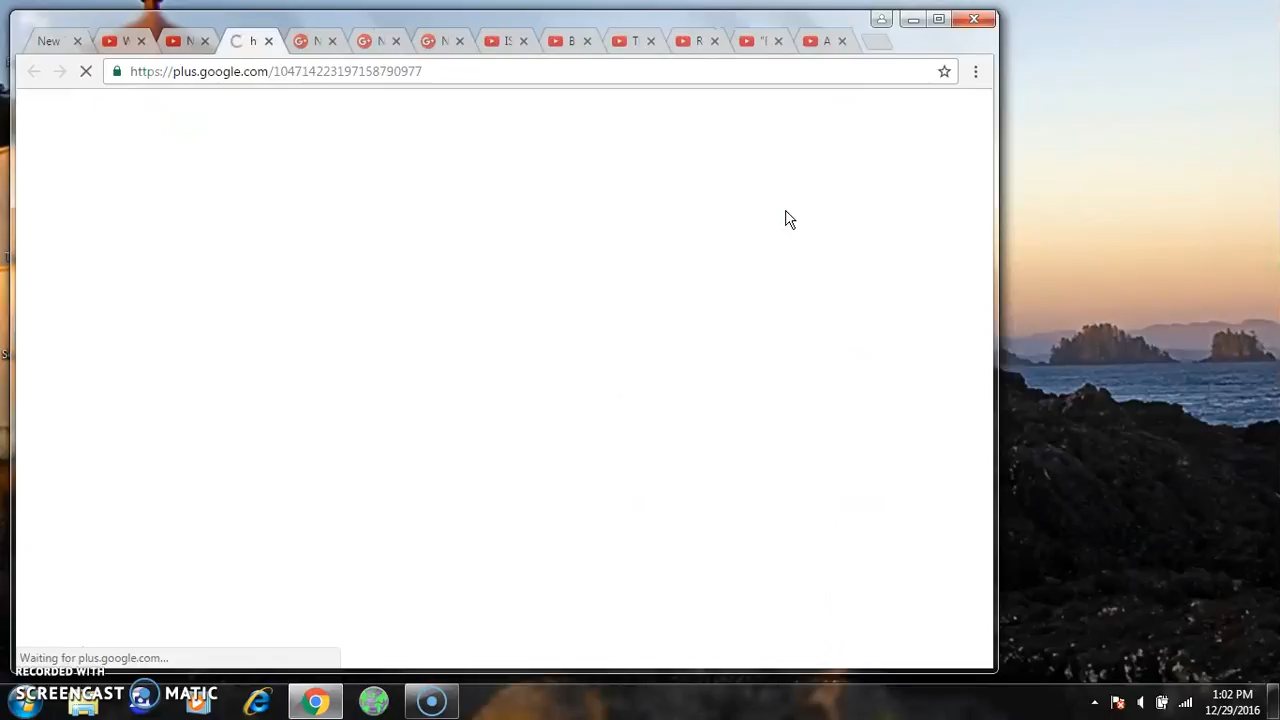 New
N
h
N
N
N
B
T
R
A
https://plus.google.com/104714223197158790977
Waiting for plus.google.com...
RECORDED WITH
SCREENCAST MATIC
1:02 PM
12/29/2016